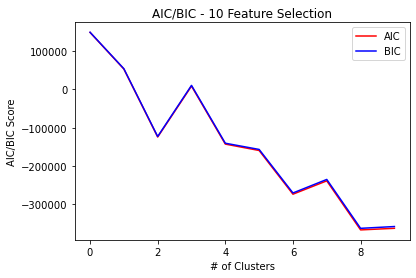 AIC/BIC - 10 Feature Selection
AIC
BIC
100000
0
−100000
−200000
−300000
AIC/BIC Score
0 2 4 6 8
# of Clusters